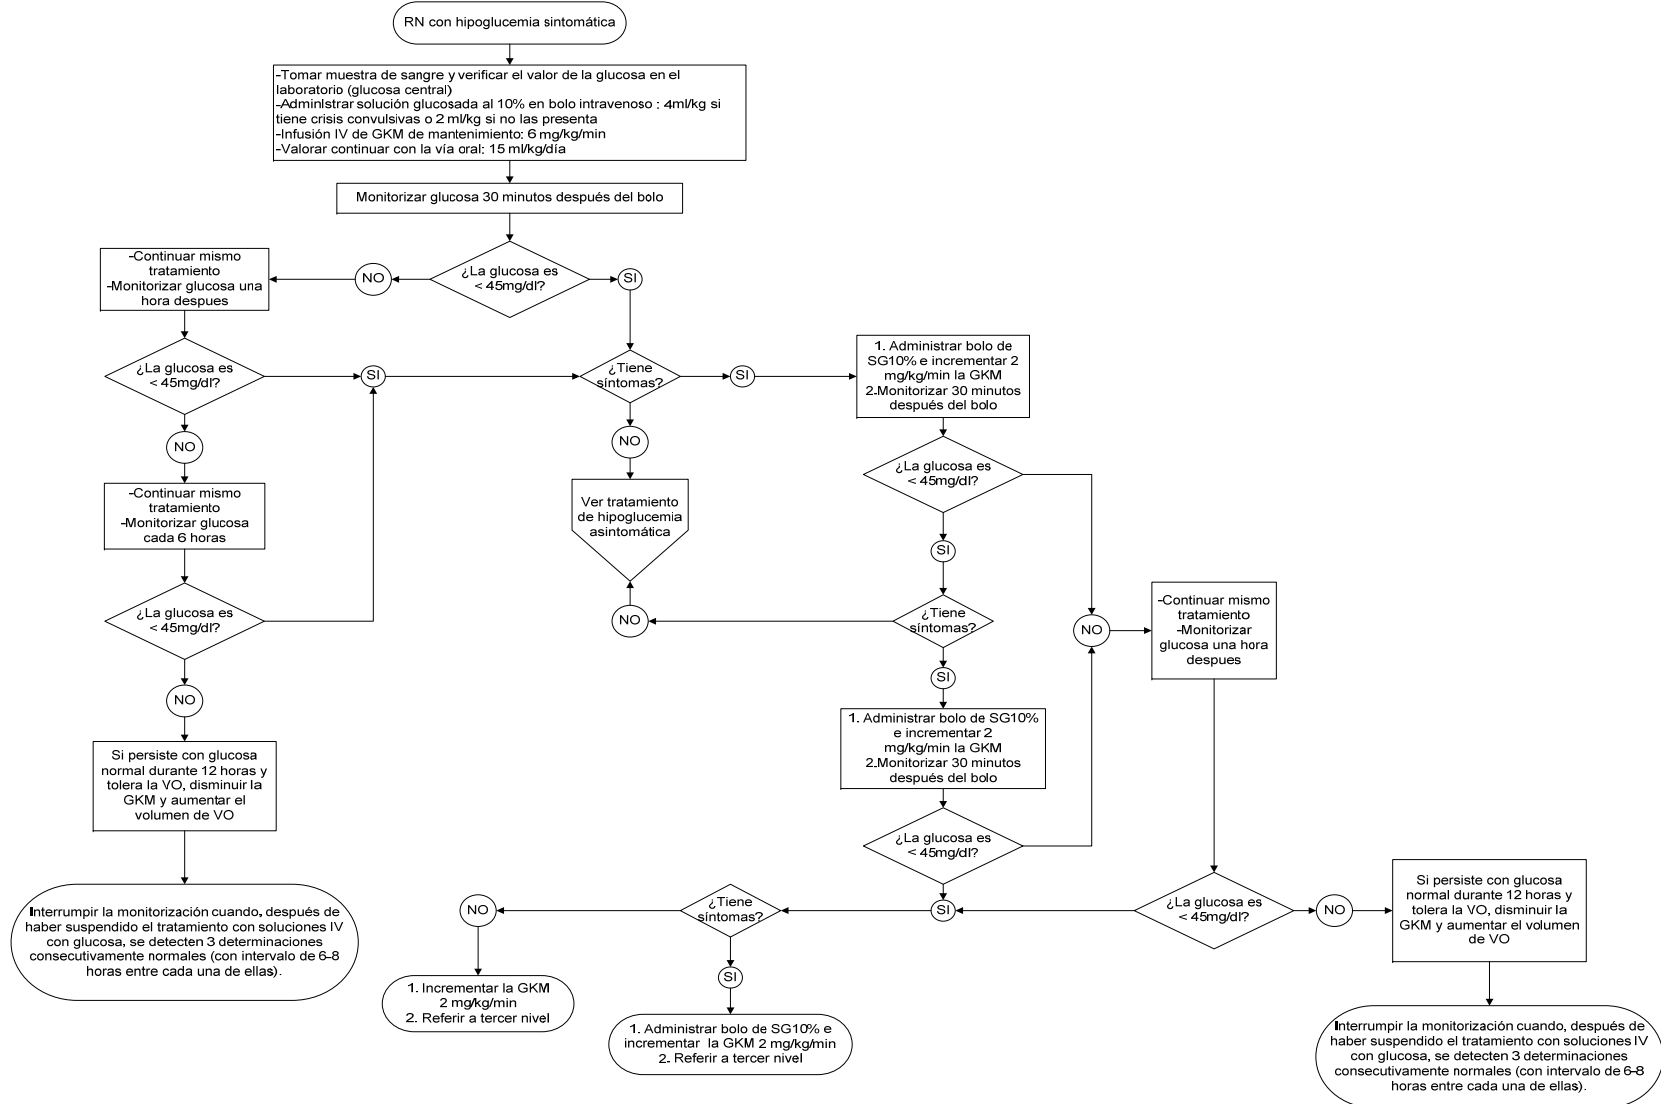 RN con hipoglucemia sintomática
-Tomar muestra de sangre y verificar el valor de la glucosa en el
laboratorio (glucosa central)
-Administrar solución glucosada al 10% en bolo intravenoso : 4ml/kg si
tiene crisis convulsivas o 2 ml/kg si no las presenta
-Infusión IV de GKM de mantenimiento: 6 mg/kg/min
-Valorar continuar con la vía oral: 15 ml/kg/día
Monitorizar glucosa 30 minutos después del bolo
¿La glucosa es
< 45mg/dl?
NO
SI
-Continuar mismo
tratamiento
-Monitorizar glucosa una
hora despues
¿La glucosa es
< 45mg/dl?
SI
¿Tiene
síntomas?
SI
1. Administrar bolo de
SG10% e incrementar 2
mg/kg/min la GKM
2.Monitorizar 30 minutos
después del bolo
NO
NO
¿La glucosa es
< 45mg/dl?
-Continuar mismo
tratamiento
-Monitorizar glucosa
cada 6 horas
Ver tratamiento
de hipoglucemia
asintomática
SI
¿La glucosa es
< 45mg/dl?
NO
¿Tiene
síntomas?
NO
-Continuar mismo
tratamiento
-Monitorizar
glucosa una hora
despues
NO
SI
Si persiste con glucosa
normal durante 12 horas y
tolera la VO, disminuir la
GKM y aumentar el
volumen de VO
1. Administrar bolo de SG10%
e incrementar 2
mg/kg/min la GKM
2.Monitorizar 30 minutos
después del bolo
¿La glucosa es
< 45mg/dl?
Interrumpir la monitorización cuando, después de
haber suspendido el tratamiento con soluciones IV
con glucosa, se detecten 3 determinaciones
consecutivamente normales (con intervalo de 6-8
horas entre cada una de ellas).
NO
¿Tiene
síntomas?
SI
¿La glucosa es
< 45mg/dl?
NO
Si persiste con glucosa
normal durante 12 horas y
tolera la VO, disminuir la
GKM y aumentar el volumen
de VO
SI
1. Incrementar la GKM
2 mg/kg/min
2. Referir a tercer nivel
1. Administrar bolo de SG10% e
incrementar la GKM 2 mg/kg/min
2. Referir a tercer nivel
Interrumpir la monitorización cuando, después de
haber suspendido el tratamiento con soluciones IV
con glucosa, se detecten 3 determinaciones
consecutivamente normales (con intervalo de 6-8
horas entre cada una de ellas).